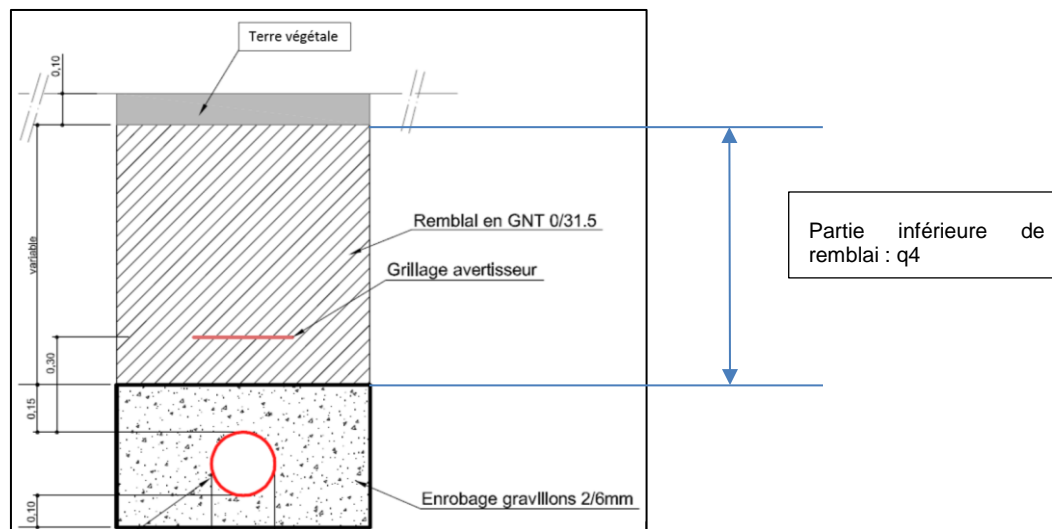 Terre végétale
0,10
Remblai en GNT 0/31.5
variable
Grillage avertisseur
Partie inférieure de
remblai : q4
0,30
0,15
Enrobage gravillons 2/6mm
0,10